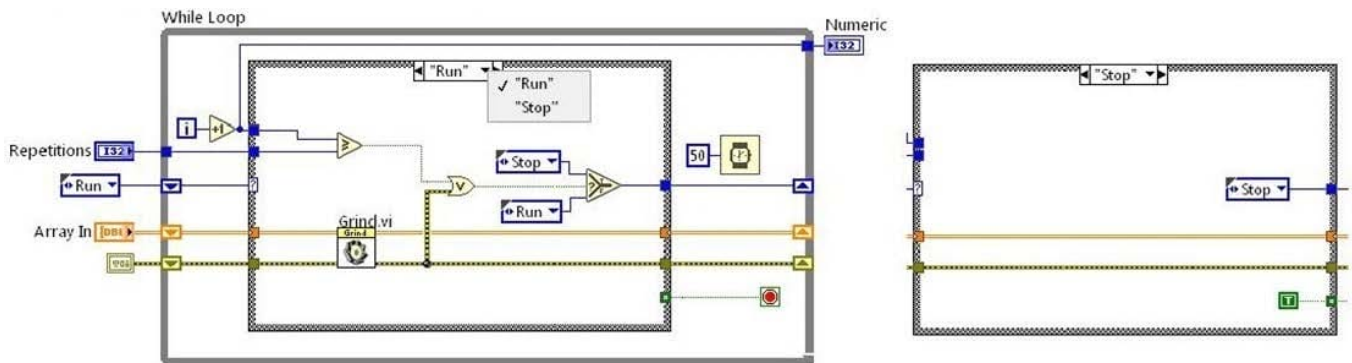 While Loop
Numeric
I32
"Run"
✓ "Run"
"Stop"
"Stop"
i
+1
Repetitions
I32
≥
Stop
50
Run
?
V
?
Stop
Run
Grind.vi
Grind
Array In
[DBL
T